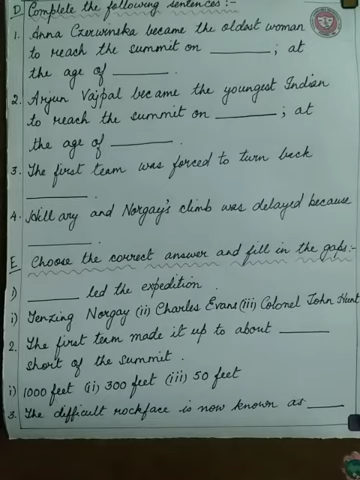 D Complete the following sentences:-
1. Anna Czerwinska became the oldest woman
to reach the summit on ________; at
the age of ________.
2. Arjun Vajpal became the youngest Indian
to reach the summit on ________; at
the age of ________.
3. The first team was forced to turn back
________.
4. Hillary and Norgay's climb was delayed because
________.
E Choose the correct answer and fill in the gaps:-
1) ________ led the expedition.
i) Tenzing Norgay (ii) Charles Evans (iii) Colonel John Hunt
2. The first team made it up to about ________
short of the summit.
i) 1000 feet (ii) 300 feet (iii) 50 feet
3. The difficult rockface is now known as ____